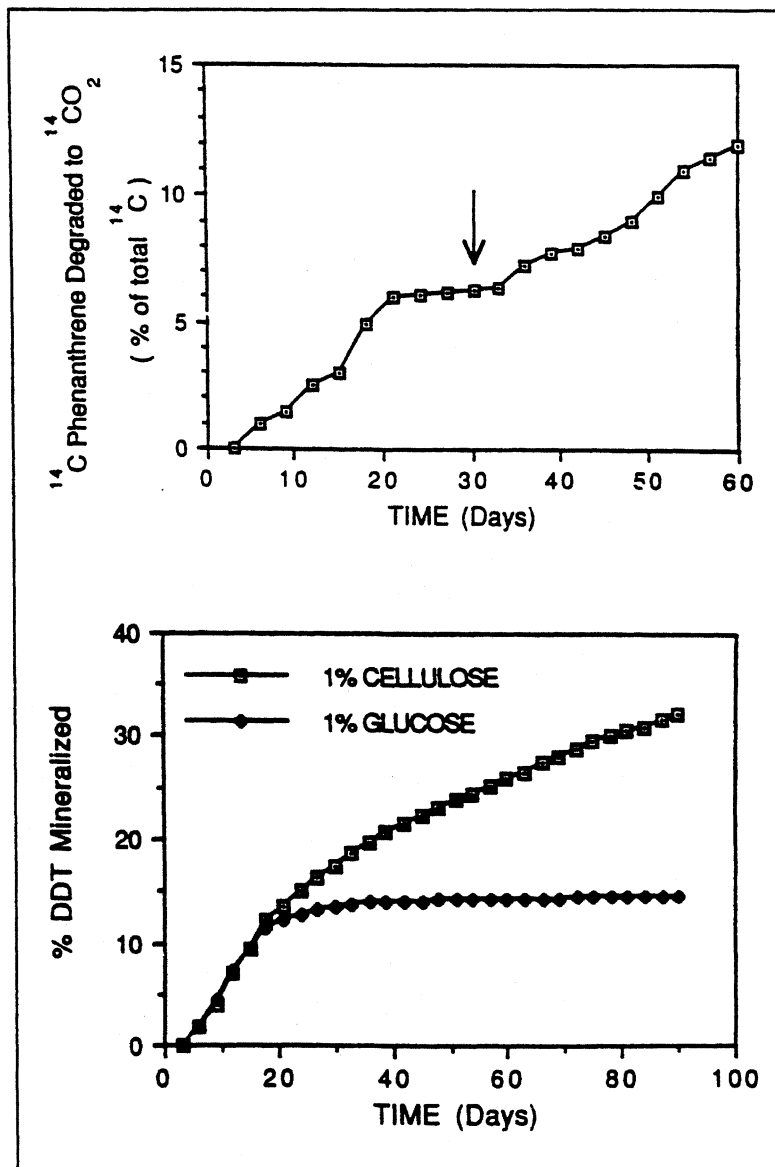 ¹⁴C Phenanthrene Degraded to ¹⁴CO₂
( % of total ¹⁴C )
15
10
5
0
0 10 20 30 40 50 60
TIME (Days)
% DDT Mineralized
40
30
20
10
0
1% CELLULOSE
1% GLUCOSE
0 20 40 60 80 100
TIME (Days)